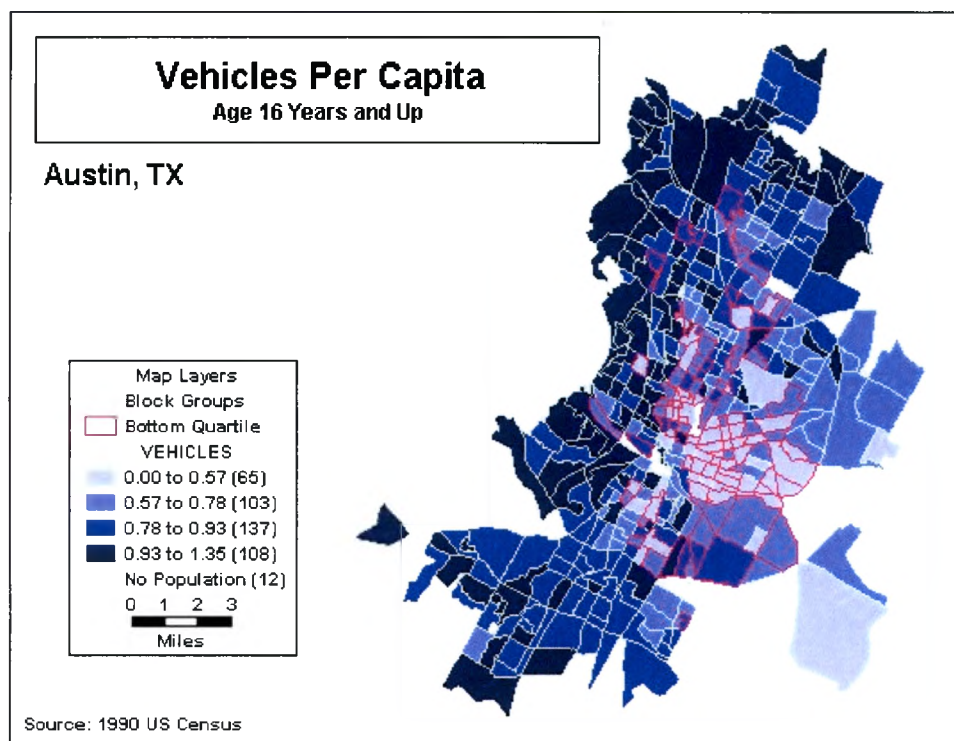 Vehicles Per Capita
Age 16 Years and Up
Austin, TX
Map Layers
Block Groups
Bottom Quartile
VEHICLES
0.00 to 0.57 (65)
0.57 to 0.78 (103)
0.78 to 0.93 (137)
0.93 to 1.35 (108)
No Population (12)
0 1 2 3
Miles
Source: 1990 US Census